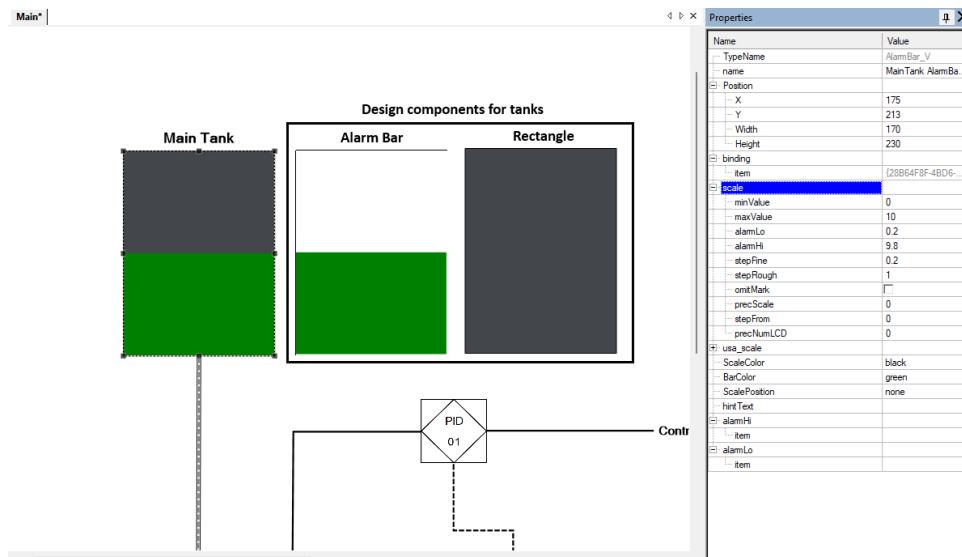 Main*
Properties
Name Value
TypeName AlarmBar_V
name MainTank AlarmBa...
Position
X 175
Y 213
Width 170
Height 230
binding
item {28B64F8F-4BD6-...
scale
minValue 0
maxValue 10
alarmLo 0.2
alarmHi 9.8
stepFine 0.2
stepRough 1
omitMark
precScale 0
stepFrom 0
precNumLCD 0
usa_scale
ScaleColor black
BarColor green
ScalePosition none
hintText
alarmHi
item
alarmLo
item
Design components for tanks
Main Tank
Alarm Bar
Rectangle
PID
01
Contr